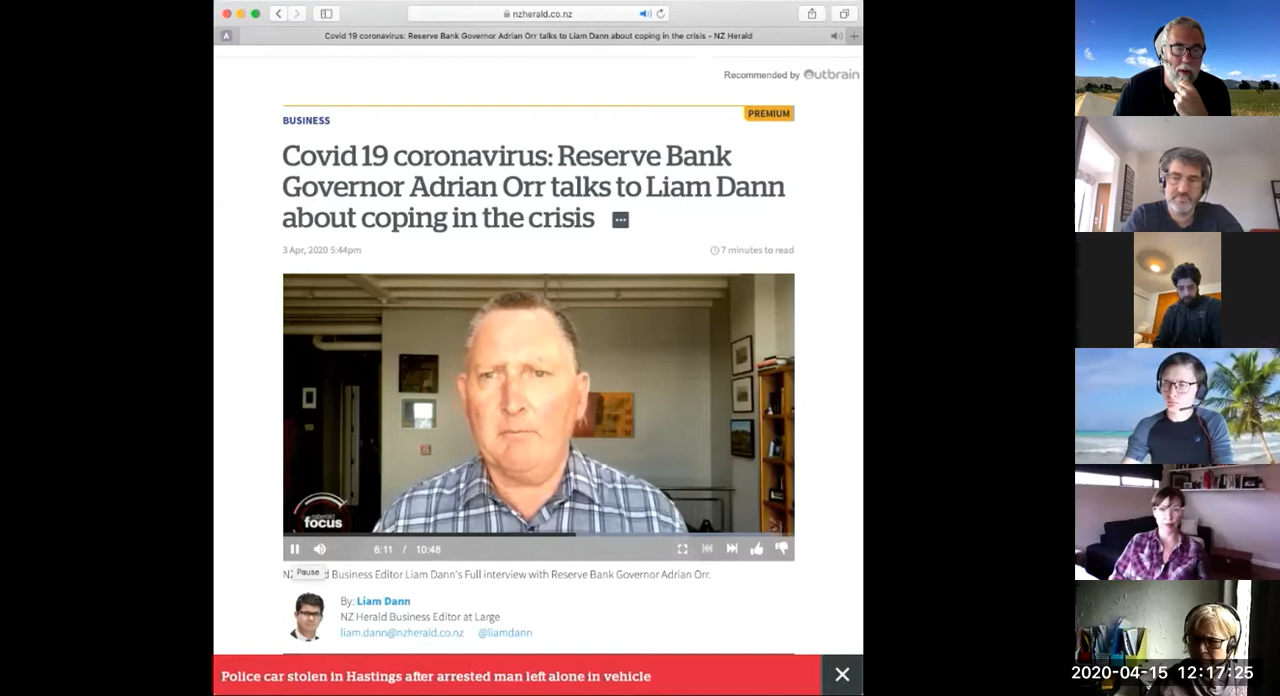 nzherald.co.nz
Covid 19 coronavirus: Reserve Bank Governor Adrian Orr talks to Liam Dann about coping in the crisis – NZ Herald
A
Recommended by Outbrain
PREMIUM
BUSINESS
Covid 19 coronavirus: Reserve Bank
Governor Adrian Orr talks to Liam Dann
about coping in the crisis
3 Apr, 2020 5:44pm
7 minutes to read
focus
6:11 / 10:48
Pause
Business Editor Liam Dann's Full interview with Reserve Bank Governor Adrian Orr.
By: Liam Dann
NZ Herald Business Editor at Large
liam.dann@nzherald.co.nz @liamdann
Police car stolen in Hastings after arrested man left alone in vehicle
2020-04-15 12:17:25